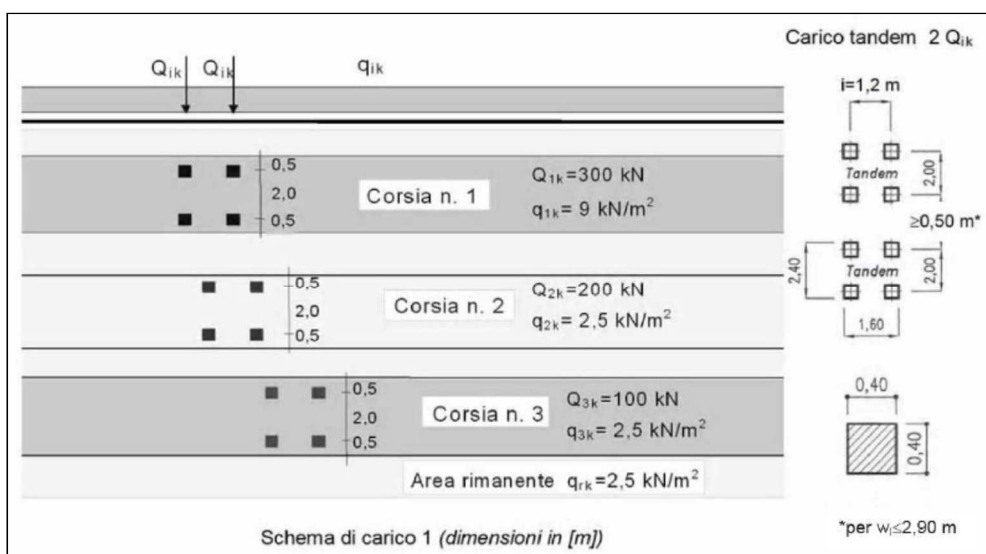 Carico tandem 2 Qik
Qik Qik qik
i=1,2 m
0,5
2,0
0,5
Corsia n. 1
Q1k=300 kN
q1k= 9 kN/m²
Tandem
2,00
≥0,50 m*
0,5
2,0
0,5
Corsia n. 2
Q2k=200 kN
q2k= 2,5 kN/m²
2,40
Tandem
2,00
1,60
0,5
2,0
0,5
Corsia n. 3
Q3k=100 kN
q3k= 2,5 kN/m²
0,40
0,40
Area rimanente qrk=2,5 kN/m²
Schema di carico 1 (dimensioni in [m])
*per wl≤2,90 m